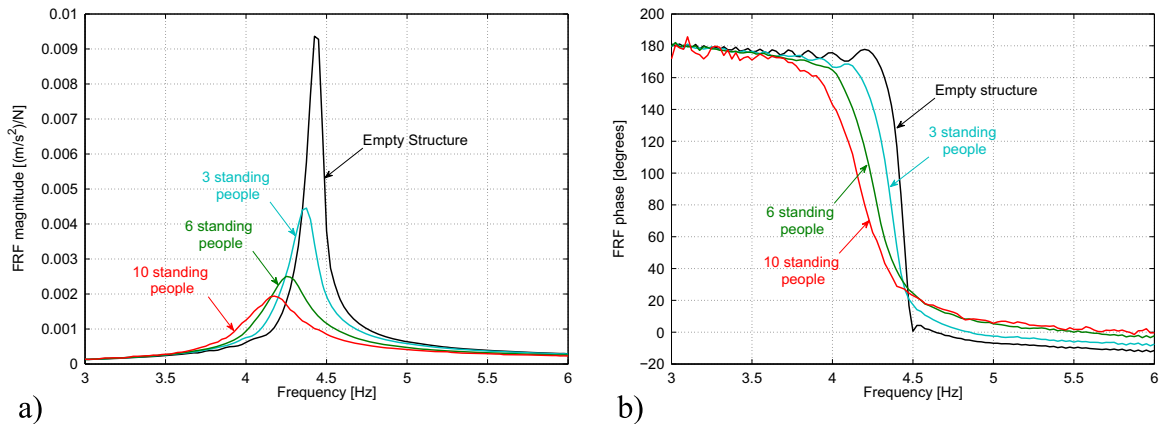 0.01
0.009
0.008
0.007
0.006
0.005
0.004
0.003
0.002
0.001
0
FRF magnitude [(m/s²)/N]
Empty Structure
3 standing
people
6 standing
people
10 standing
people
3 3.5 4 4.5 5 5.5 6
Frequency [Hz]
a)
200
180
160
140
120
100
80
60
40
20
0
−20
FRF phase [degrees]
Empty structure
3 standing
people
6 standing
people
10 standing
people
3 3.5 4 4.5 5 5.5 6
Frequency [Hz]
b)